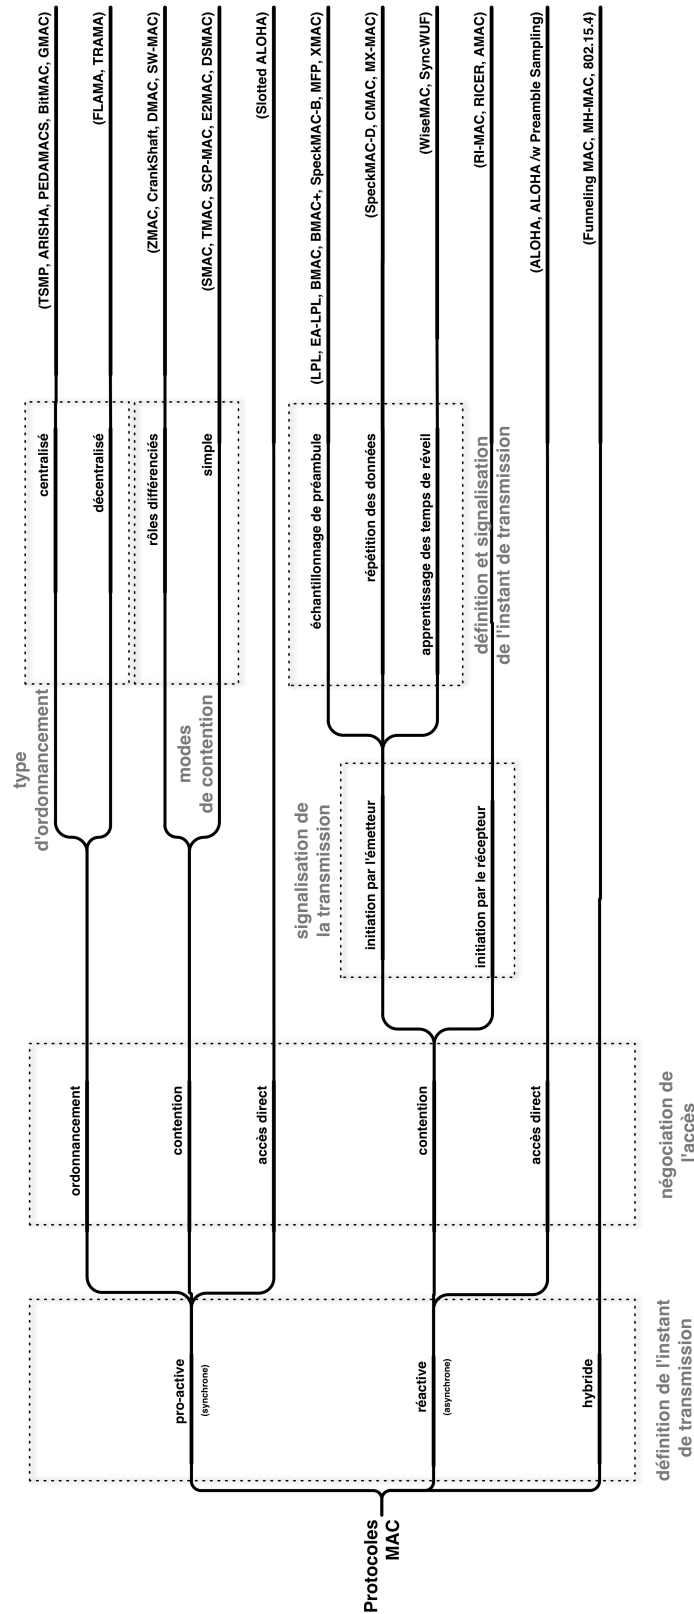 Protocoles
MAC
définition de l'instant
de transmission
pro-active
(synchrone)
réactive
(asynchrone)
hybride
négociation de
l'accès
ordonnancement
contention
accès direct
contention
accès direct
signalisation de
la transmission
initiation par l'émetteur
initiation par le récepteur
type
d'ordonnancement
modes
de contention
définition et signalisation
de l'instant de transmission
centralisé
décentralisé
rôles différenciés
simple
échantillonnage de préambule
répétition des données
apprentissage des temps de réveil
(TSMP, ARISHA, PEDAMACS, BitMAC, GMAC)
(FLAMA, TRAMA)
(ZMAC, CrankShaft, DMAC, SW-MAC)
(SMAC, TMAC, SCP-MAC, E2MAC, DSMAC)
(Slotted ALOHA)
(LPL, EA-LPL, BMAC, BMAC+, SpeckMAC-B, MFP, XMAC)
(SpeckMAC-D, CMAC, MX-MAC)
(WiseMAC, SyncWUF)
(RI-MAC, RICER, AMAC)
(ALOHA, ALOHA /w Preamble Sampling)
(Funneling MAC, MH-MAC, 802.15.4)